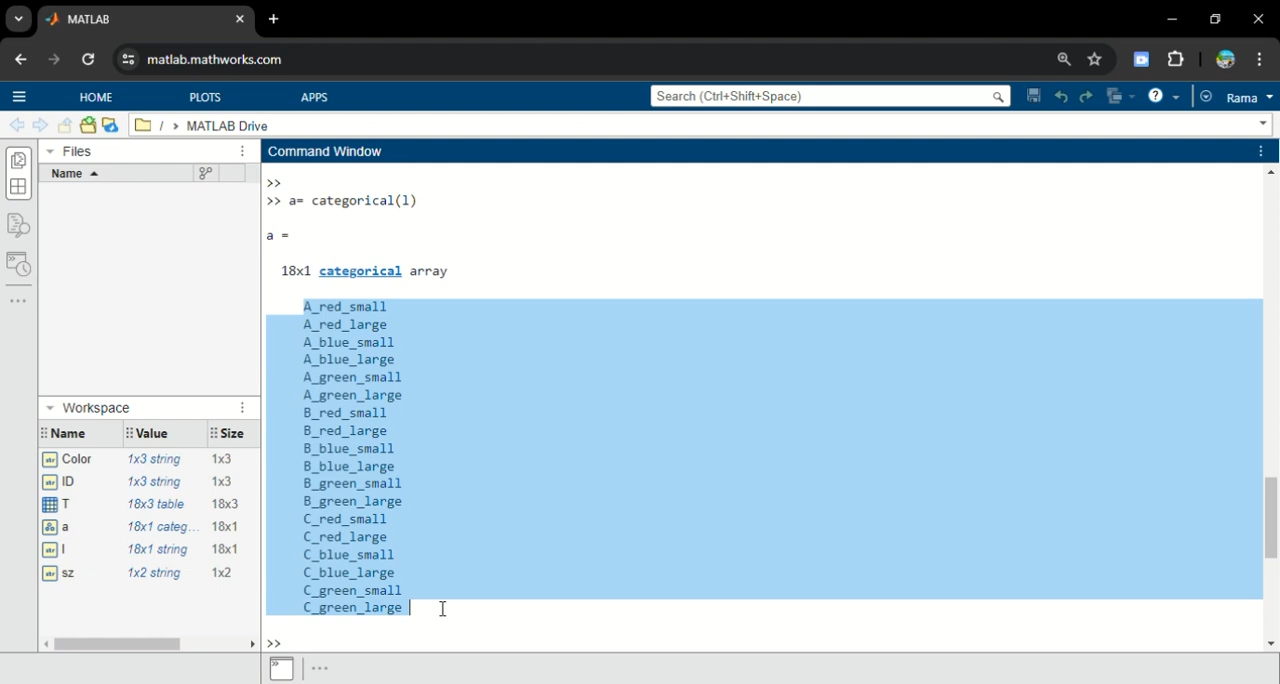 MATLAB
matlab.mathworks.com
HOME PLOTS APPS Search (Ctrl+Shift+Space) Rama
/ MATLAB Drive
Files
Name
Command Window
>>
>> a= categorical(l)
a =
18x1 categorical array
A_red_small
A_red_large
A_blue_small
A_blue_large
A_green_small
A_green_large
B_red_small
B_red_large
B_blue_small
B_blue_large
B_green_small
B_green_large
C_red_small
C_red_large
C_blue_small
C_blue_large
C_green_small
C_green_large
>>
Workspace
Name Value Size
Color 1x3 string 1x3
ID 1x3 string 1x3
T 18x3 table 18x3
a 18x1 categ... 18x1
l 18x1 string 18x1
sz 1x2 string 1x2